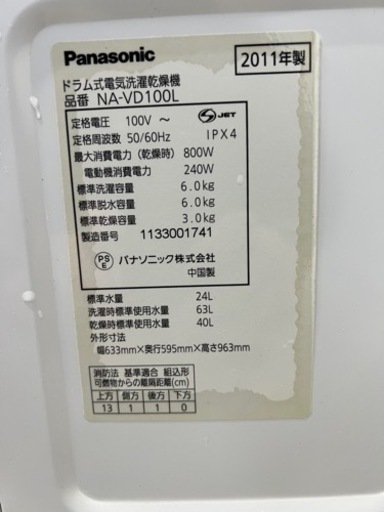 Panasonic
2011年製
ドラム式電気洗濯乾燥機
品番 NA-VD100L
定格電圧 100V ～
S JET
定格周波数 50/60Hz IPX4
最大消費電力（乾燥時） 800W
電動機消費電力 240W
標準洗濯容量 6.0kg
標準脱水容量 6.0kg
標準乾燥容量 3.0kg
製造番号 1133001741
PS E パナソニック株式会社
中国製
標準水量 24L
洗濯時標準使用水量 63L
乾燥時標準使用水量 40L
外形寸法
幅633mm×奥行595mm×高さ963mm
消防法 基準適合 組込形
可燃物からの離隔距離(cm)
上方 側方 後方 下方
13 1 1 0